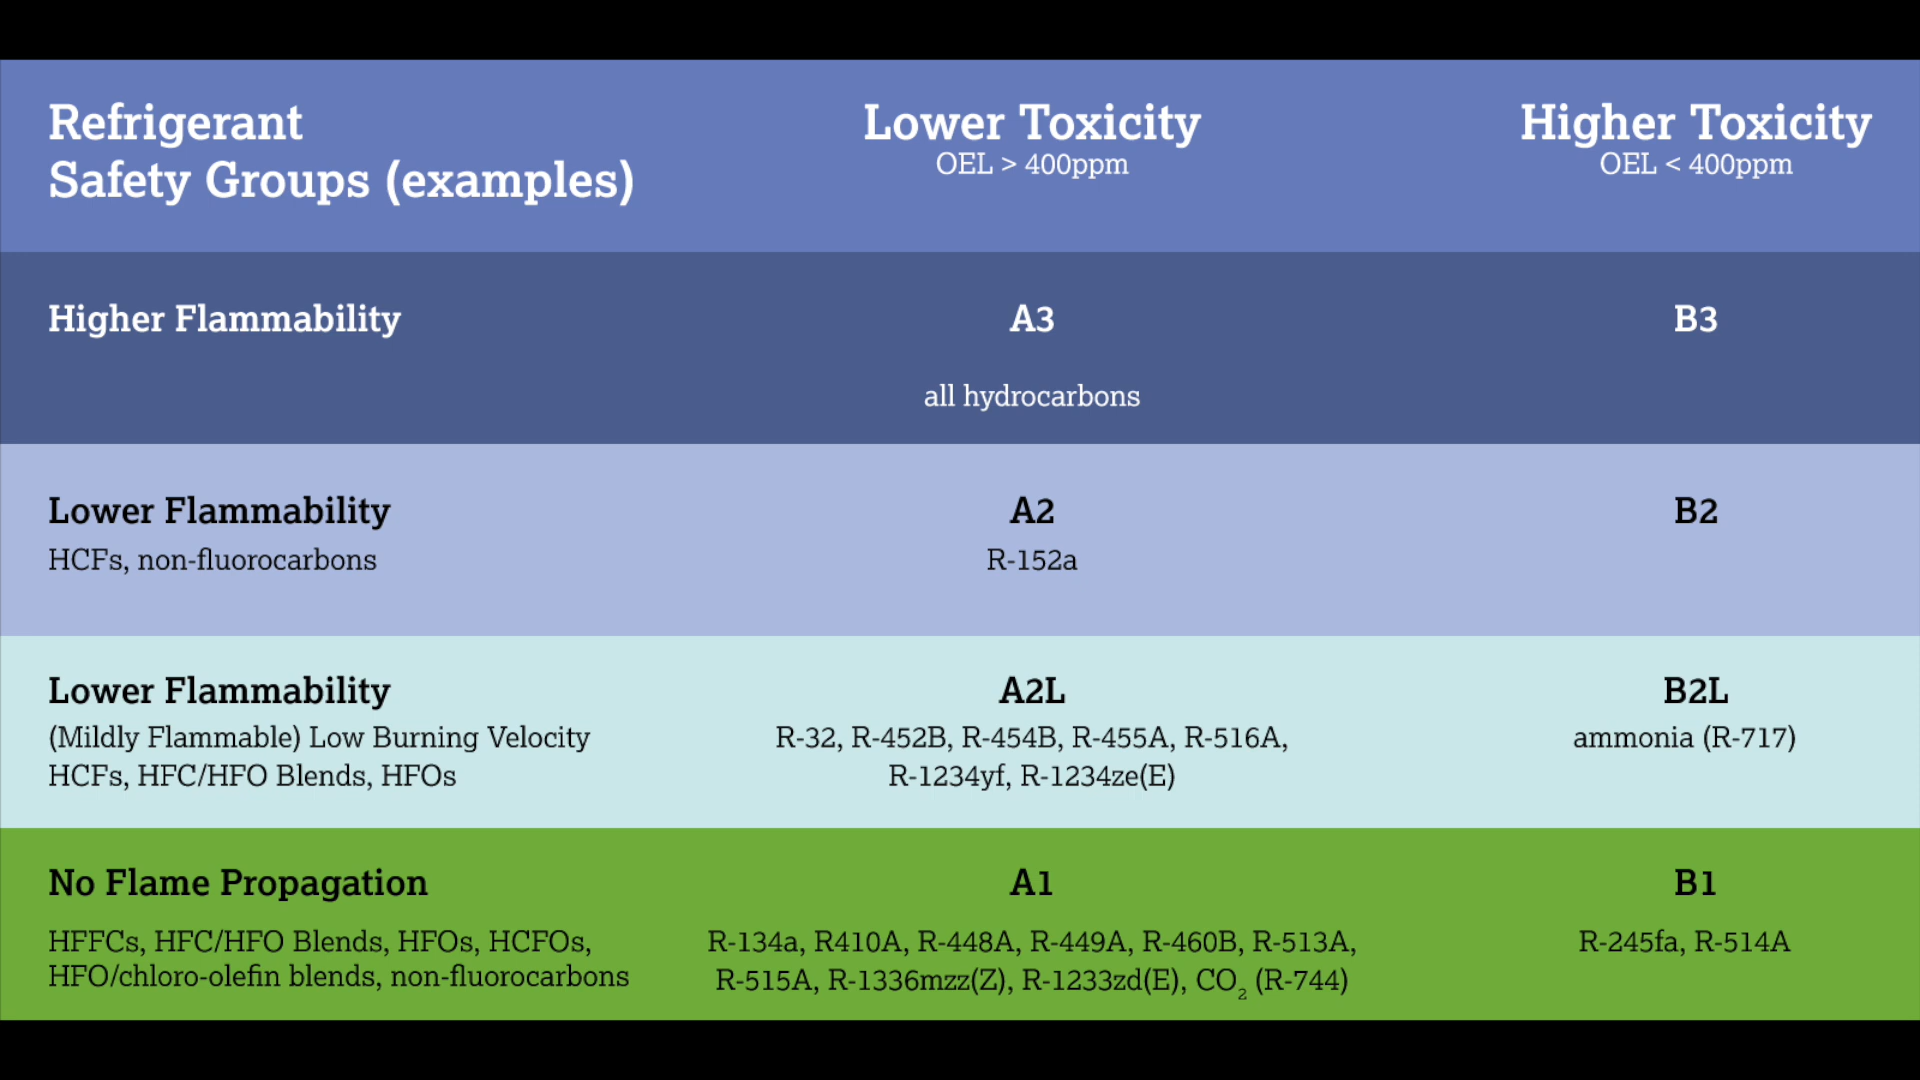 Refrigerant
Safety Groups (examples)
Lower Toxicity
OEL > 400ppm
Higher Toxicity
OEL < 400ppm
Higher Flammability
A3
all hydrocarbons
B3
Lower Flammability
HCFs, non-fluorocarbons
A2
R-152a
B2
Lower Flammability
(Mildly Flammable) Low Burning Velocity
HCFs, HFC/HFO Blends, HFOs
A2L
R-32, R-452B, R-454B, R-455A, R-516A,
R-1234yf, R-1234ze(E)
B2L
ammonia (R-717)
No Flame Propagation
HFFCs, HFC/HFO Blends, HFOs, HCFOs,
HFO/chloro-olefin blends, non-fluorocarbons
A1
R-134a, R410A, R-448A, R-449A, R-460B, R-513A,
R-515A, R-1336mzz(Z), R-1233zd(E), CO₂ (R-744)
B1
R-245fa, R-514A